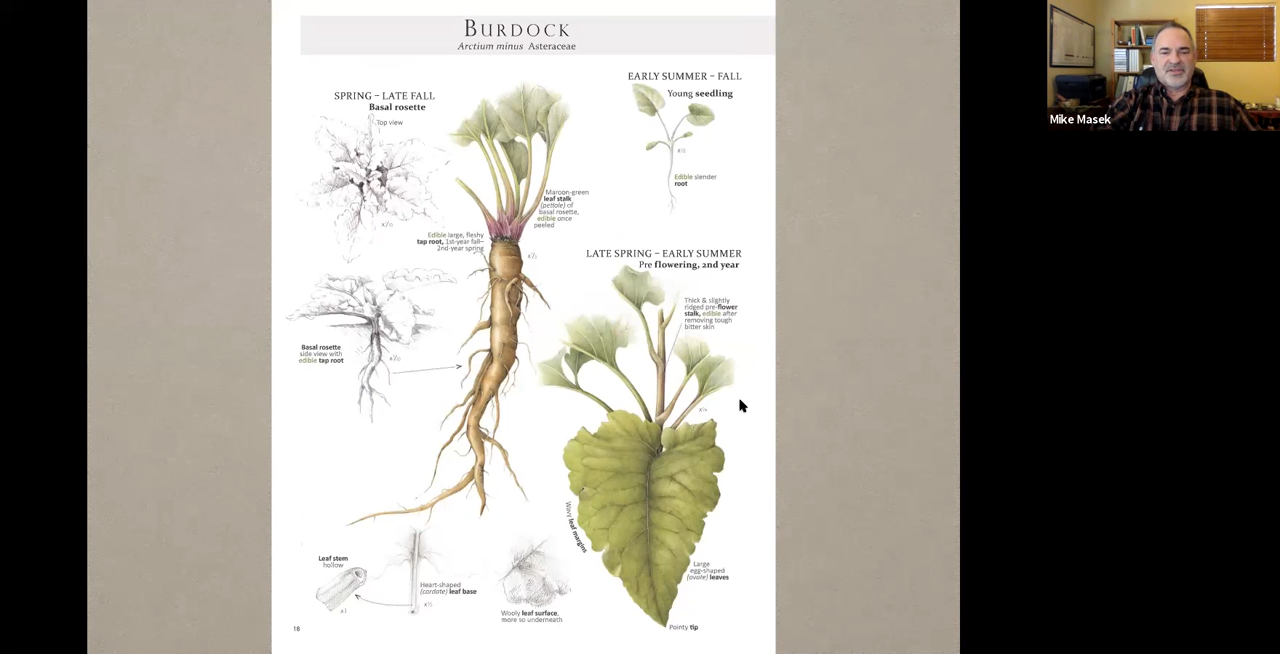 BURDOCK
Arctium minus Asteraceae
SPRING – LATE FALL
Basal rosette
Top view
EARLY SUMMER – FALL
Young seedling
Edible slender
root
Maroon-green
leaf stalk
(petiole) of
basal rosette,
edible once
peeled
Edible large, fleshy
tap root, 1st-year fall–
2nd-year spring
LATE SPRING – EARLY SUMMER
Pre flowering, 2nd year
Thick & slightly
ridged pre-flower
stalk, edible after
removing tough
bitter skin
Basal rosette
side view with
edible tap root
Wavy leaf margins
Leaf stem
hollow
Heart-shaped
(cordate) leaf base
Wooly leaf surface,
more so underneath
Large
egg-shaped
(ovate) leaves
Pointy tip
18
Mike Masek